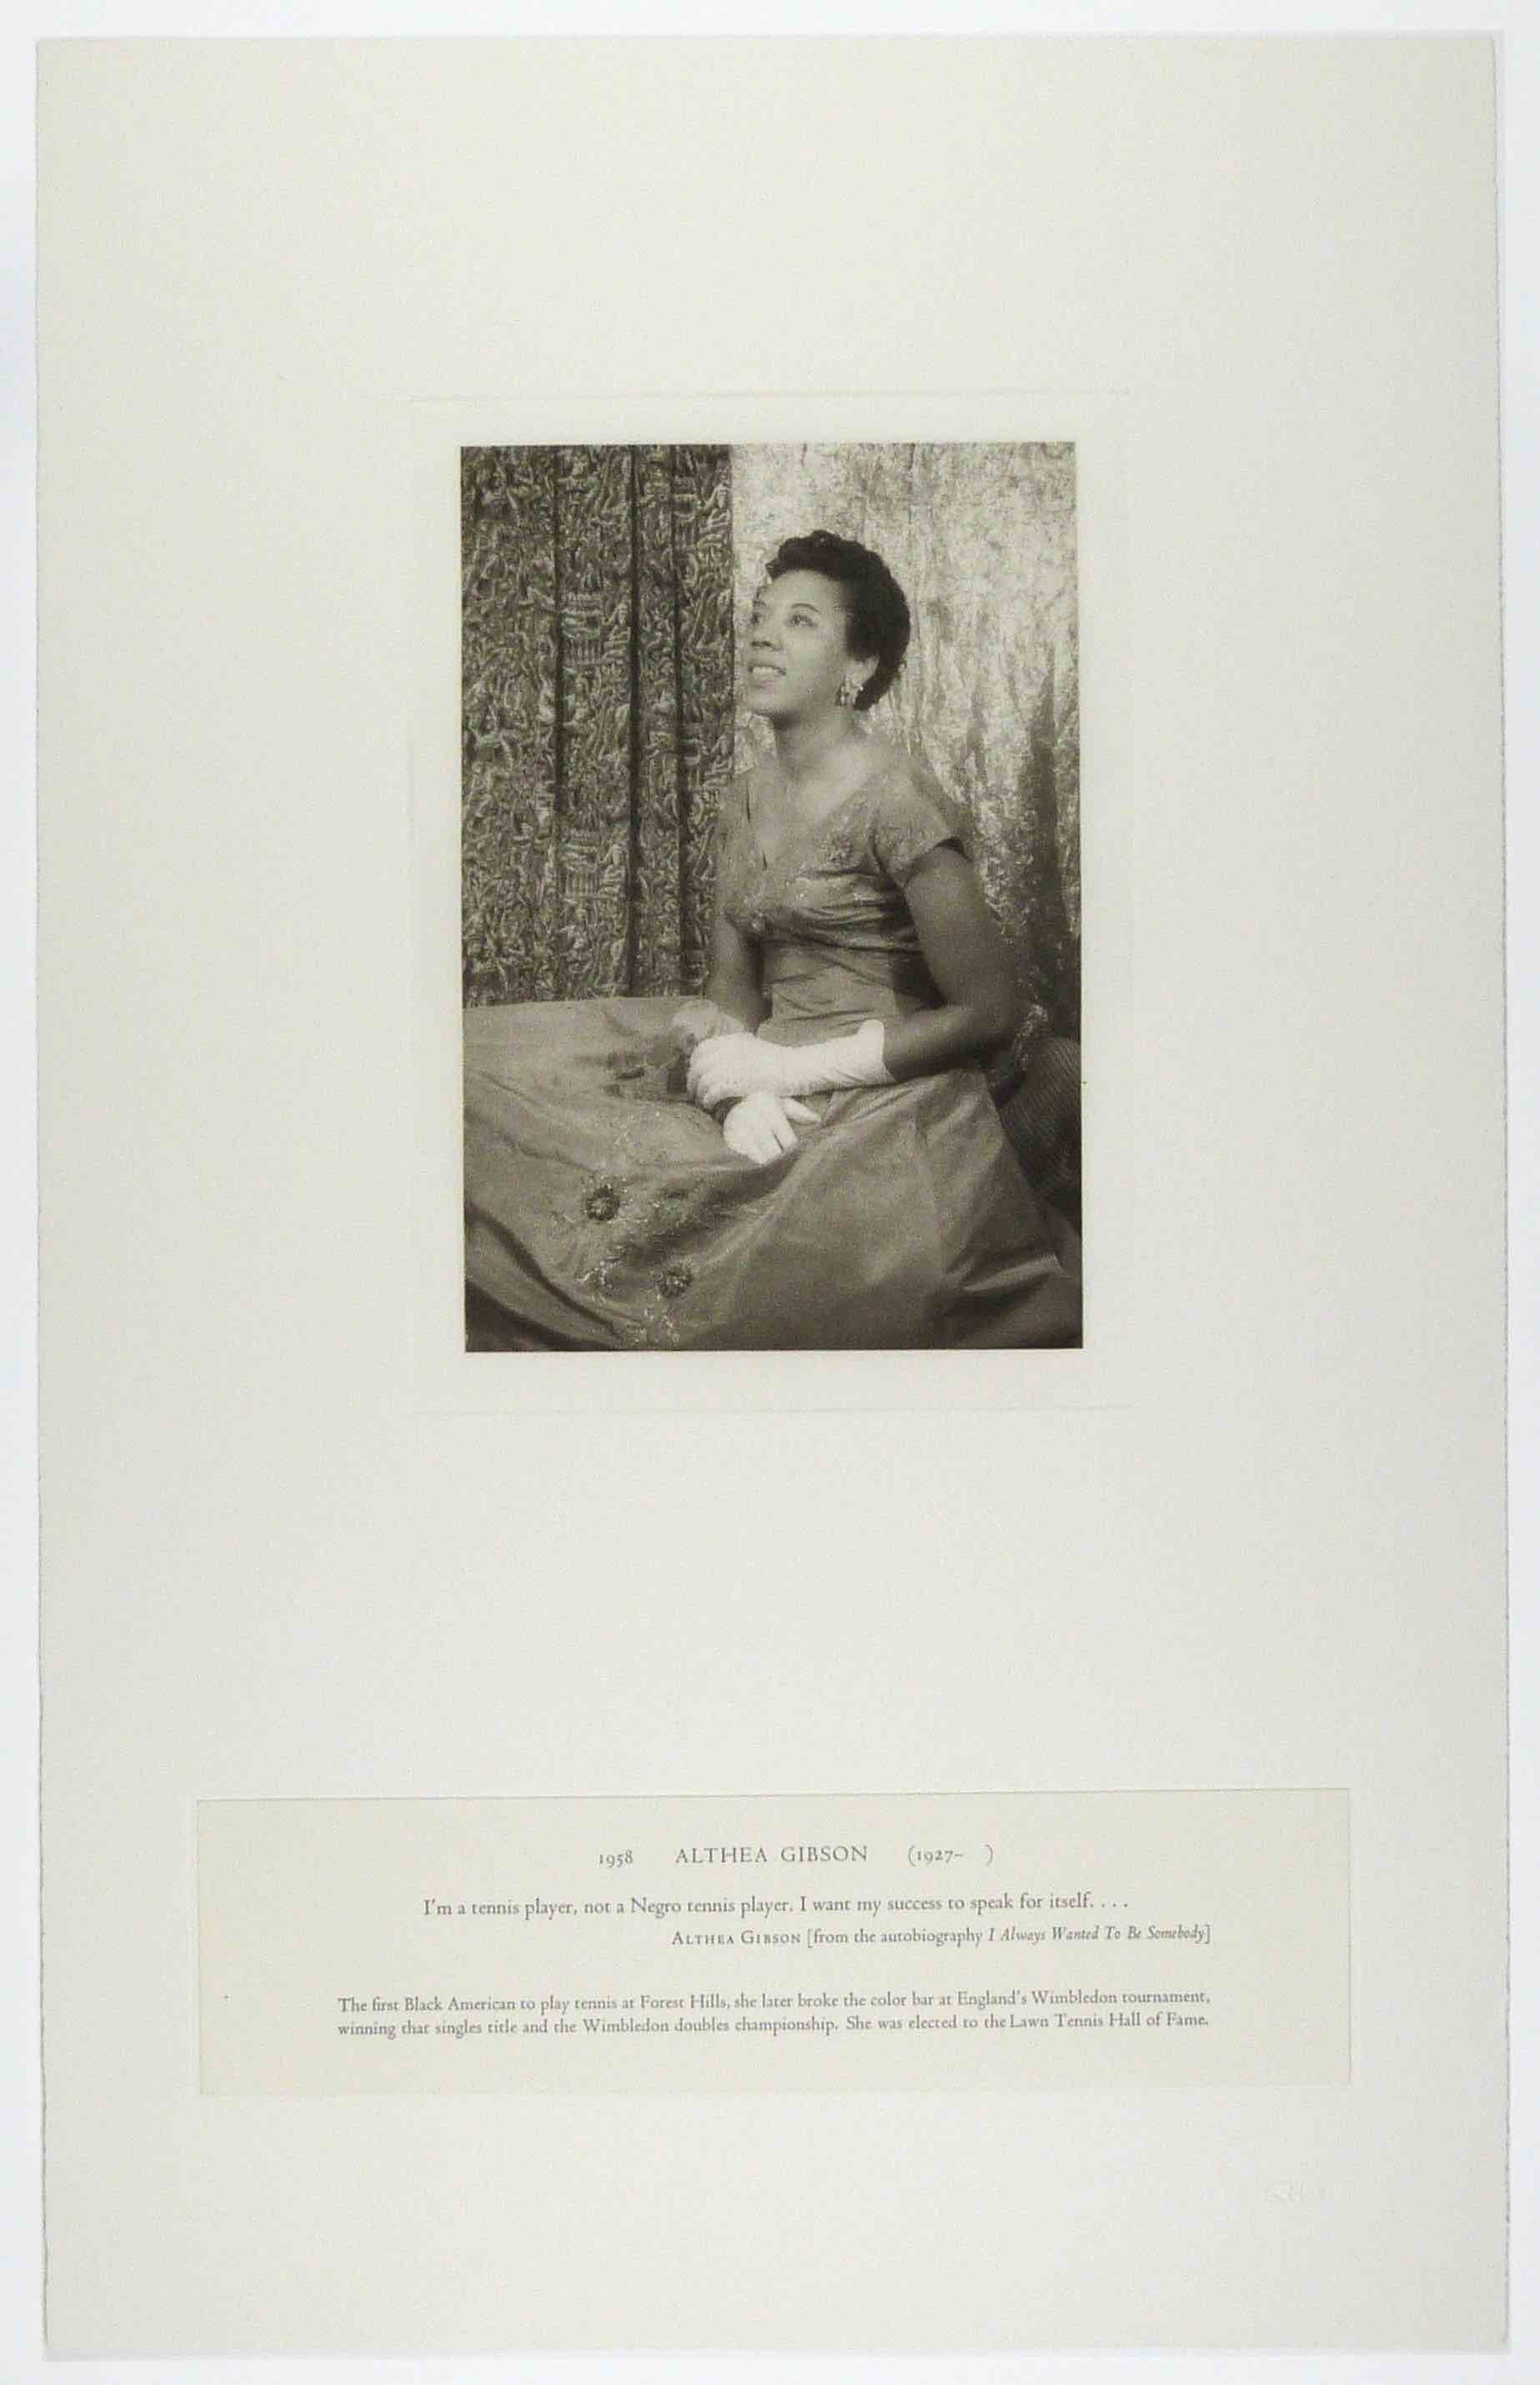 1958 ALTHEA GIBSON (1927– )
I'm a tennis player, not a Negro tennis player. I want my success to speak for itself. . . .
ALTHEA GIBSON [from the autobiography I Always Wanted To Be Somebody]
The first Black American to play tennis at Forest Hills, she later broke the color bar at England's Wimbledon tournament,
winning that singles title and the Wimbledon doubles championship. She was elected to the Lawn Tennis Hall of Fame.